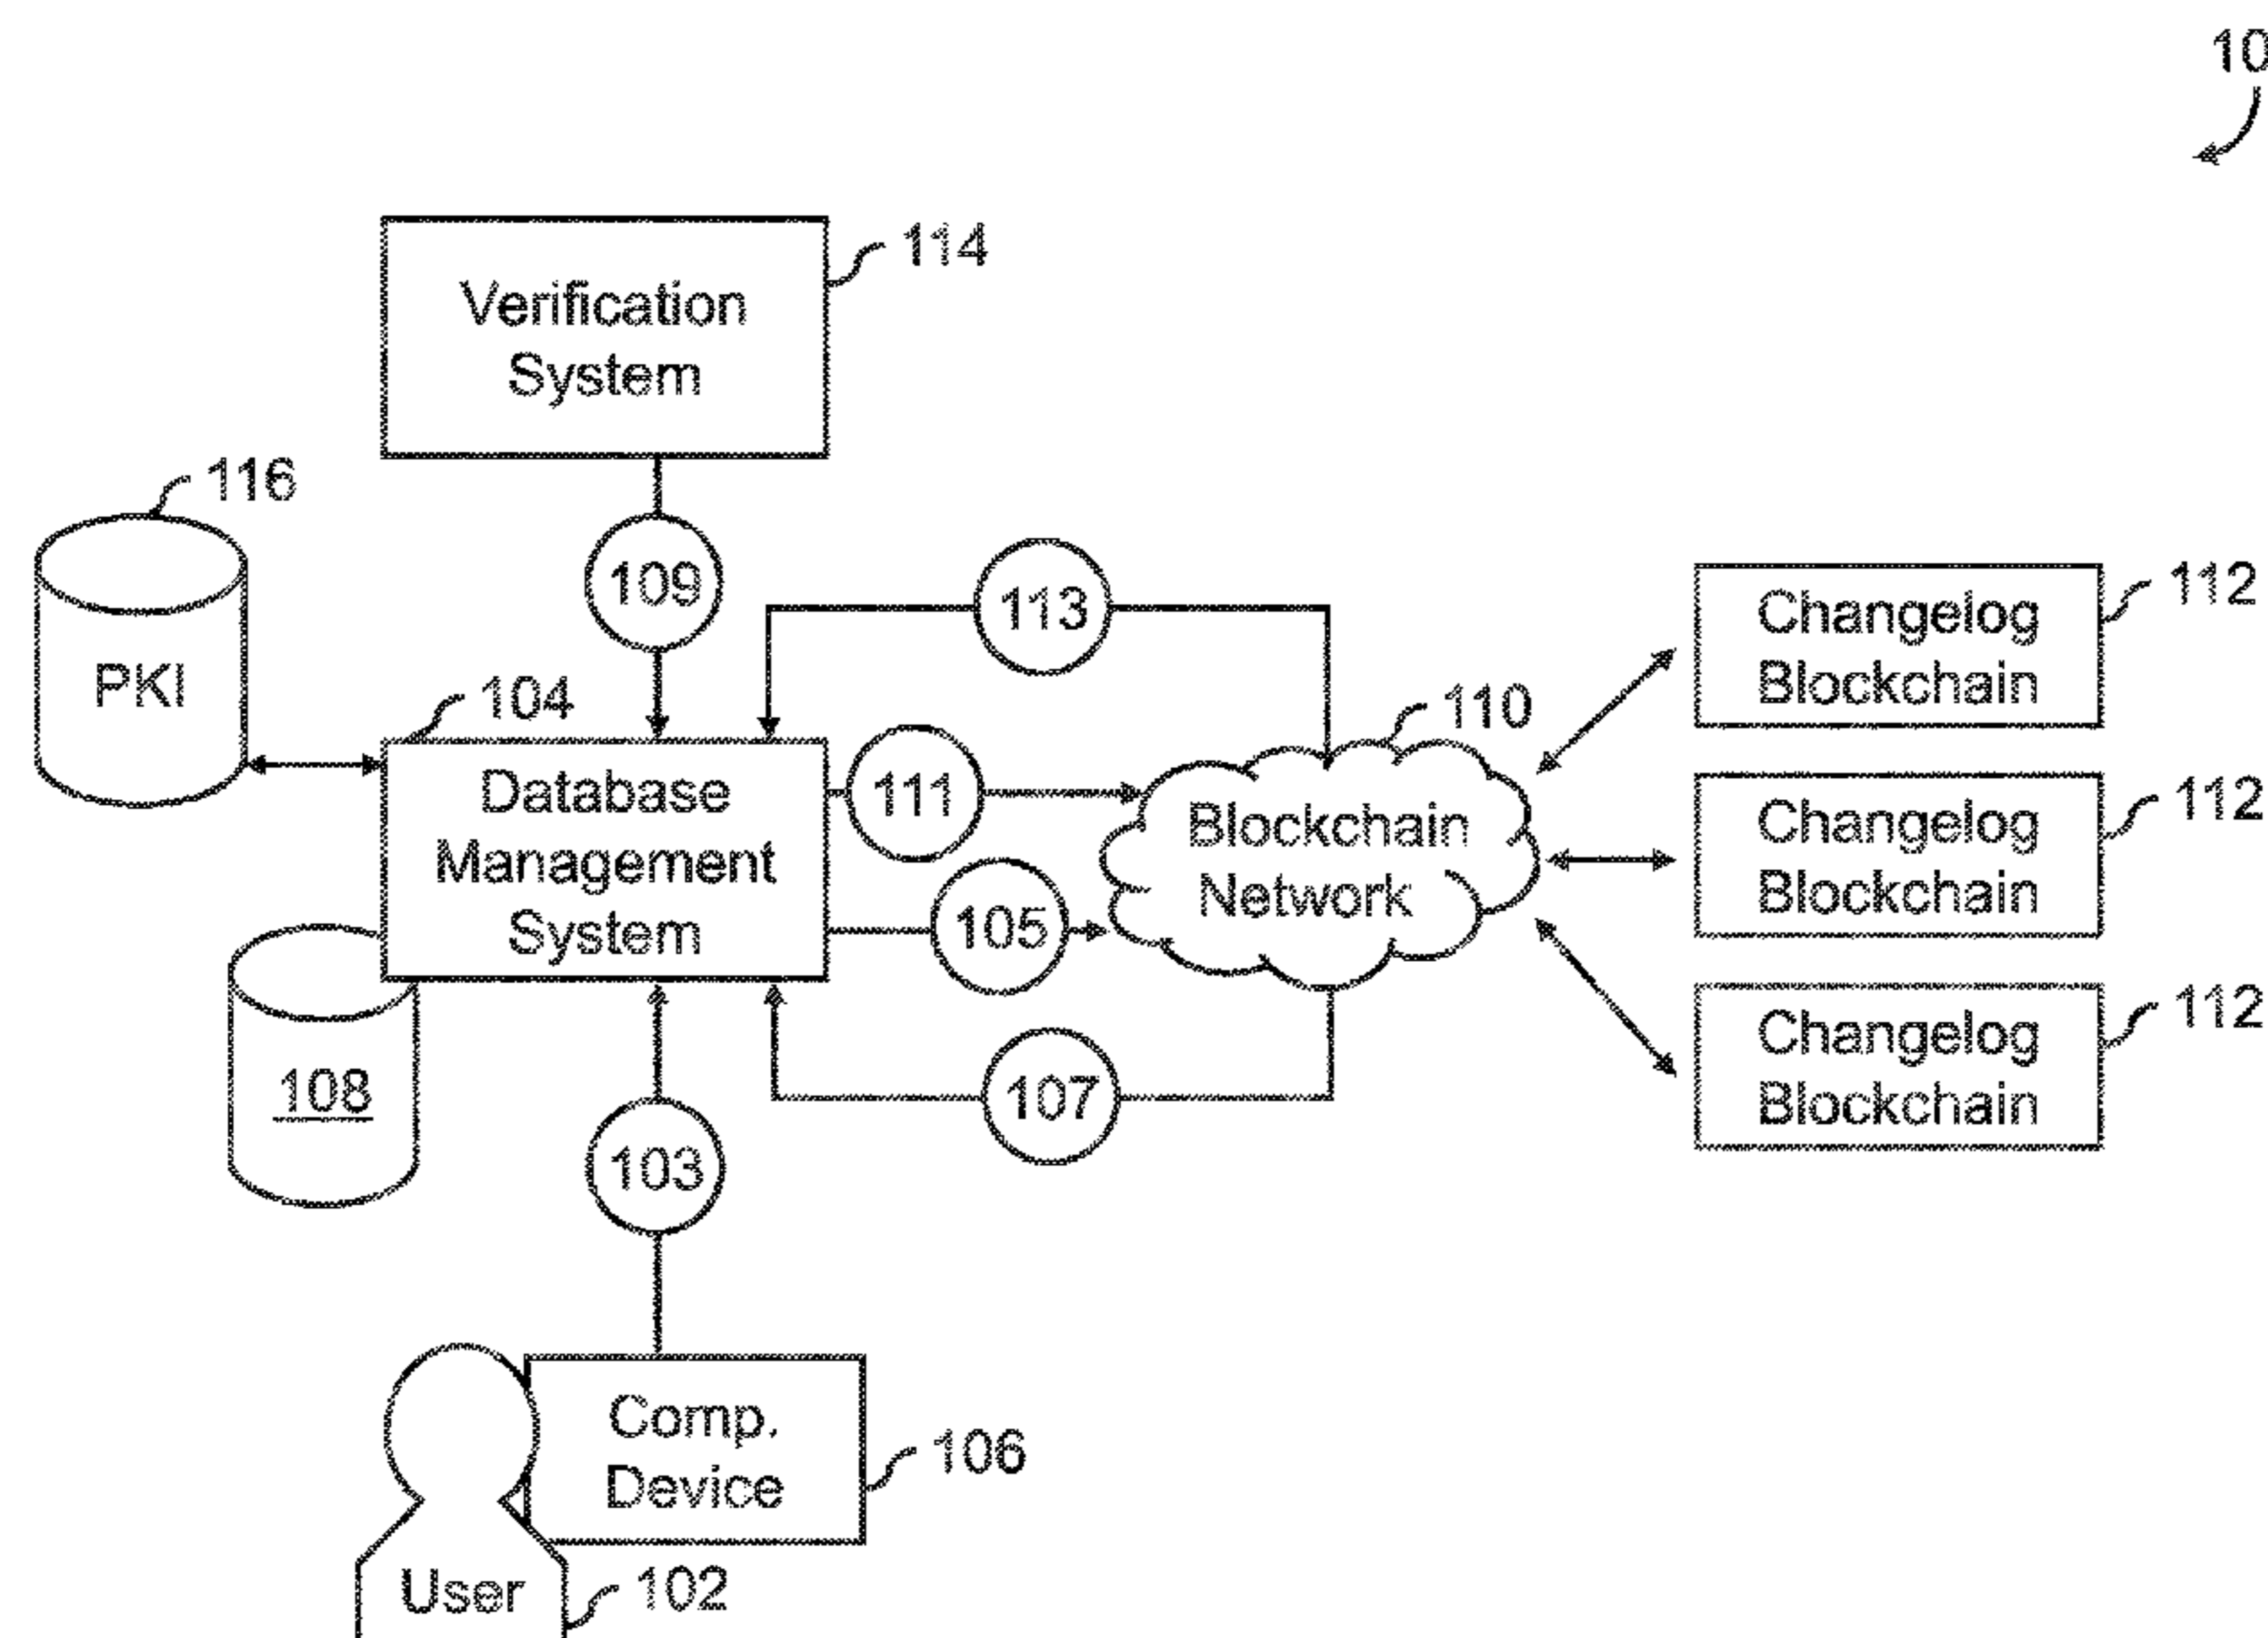 10
Verification
System
114
116
PKI
109
113
Changelog
Blockchain
112
104
Database
Management
System
111
105
110
Blockchain
Network
Changelog
Blockchain
112
108
107
Changelog
Blockchain
112
103
Comp.
Device
106
User
102